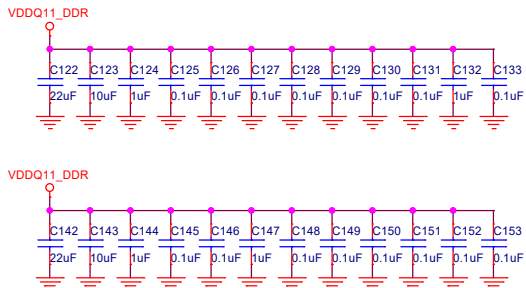 VDDQ11_DDR
C122 C123 C124 C125 C126 C127 C128 C129 C130 C131 C132 C133
22uF 10uF 1uF 0.1uF 0.1uF 0.1uF 0.1uF 0.1uF 0.1uF 0.1uF 1uF 0.1uF
VDDQ11_DDR
C142 C143 C144 C145 C146 C147 C148 C149 C150 C151 C152 C153
22uF 10uF 1uF 0.1uF 0.1uF 1uF 0.1uF 0.1uF 0.1uF 0.1uF 0.1uF 0.1uF